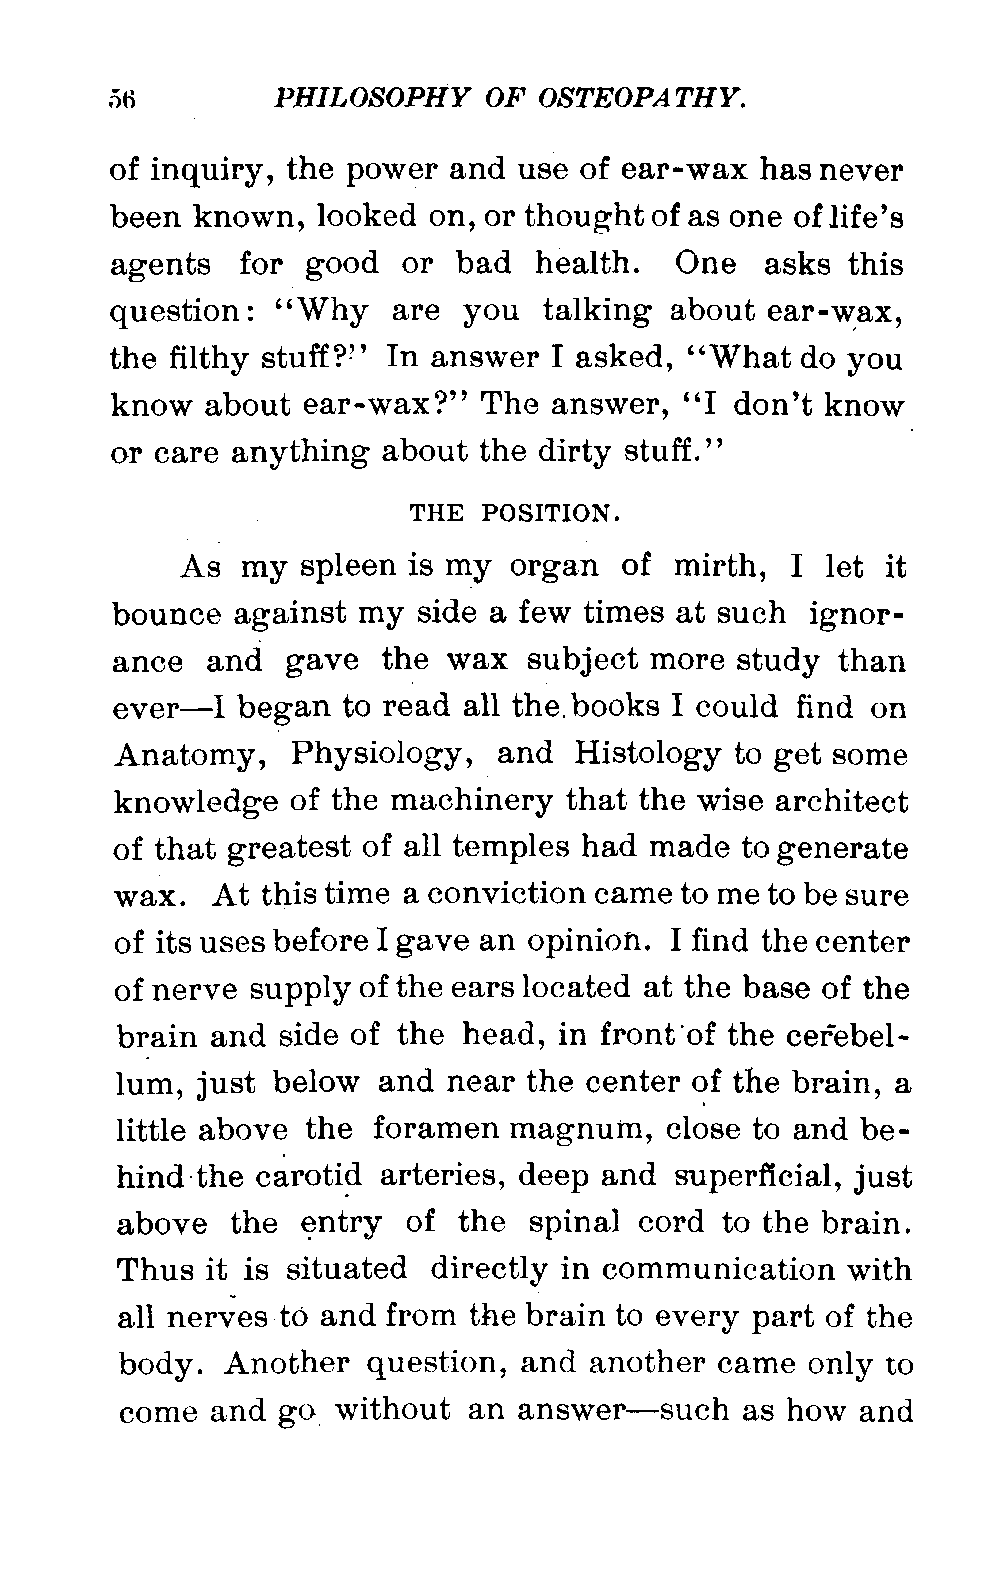 56 PHILOSOPHY OF OSTEOPATHY.
of inquiry, the power and use of ear-wax has never
been known, looked on, or thought of as one of life's
agents for good or bad health. One asks this
question: "Why are you talking about ear-wax,
the filthy stuff?" In answer I asked, "What do you
know about ear-wax?" The answer, "I don't know
or care anything about the dirty stuff."
THE POSITION.
As my spleen is my organ of mirth, I let it
bounce against my side a few times at such ignor-
ance and gave the wax subject more study than
ever—I began to read all the books I could find on
Anatomy, Physiology, and Histology to get some
knowledge of the machinery that the wise architect
of that greatest of all temples had made to generate
wax. At this time a conviction came to me to be sure
of its uses before I gave an opinion. I find the center
of nerve supply of the ears located at the base of the
brain and side of the head, in front of the cerebel-
lum, just below and near the center of the brain, a
little above the foramen magnum, close to and be-
hind the carotid arteries, deep and superficial, just
above the entry of the spinal cord to the brain.
Thus it is situated directly in communication with
all nerves to and from the brain to every part of the
body. Another question, and another came only to
come and go without an answer—such as how and